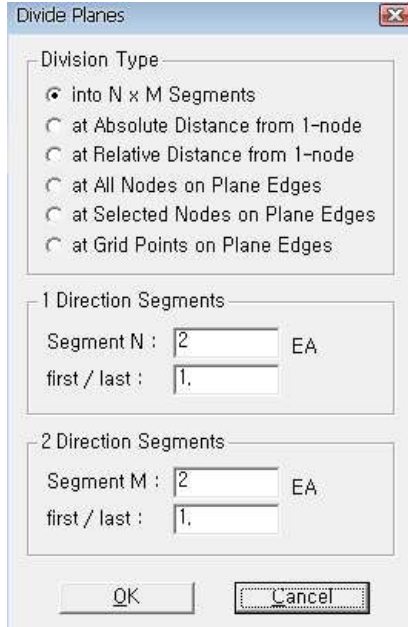 Divide Planes
Division Type
into N x M Segments
at Absolute Distance from 1-node
at Relative Distance from 1-node
at All Nodes on Plane Edges
at Selected Nodes on Plane Edges
at Grid Points on Plane Edges
1 Direction Segments
Segment N : 2 EA
first / last : 1.
2 Direction Segments
Segment M : 2 EA
first / last : 1.
OK Cancel